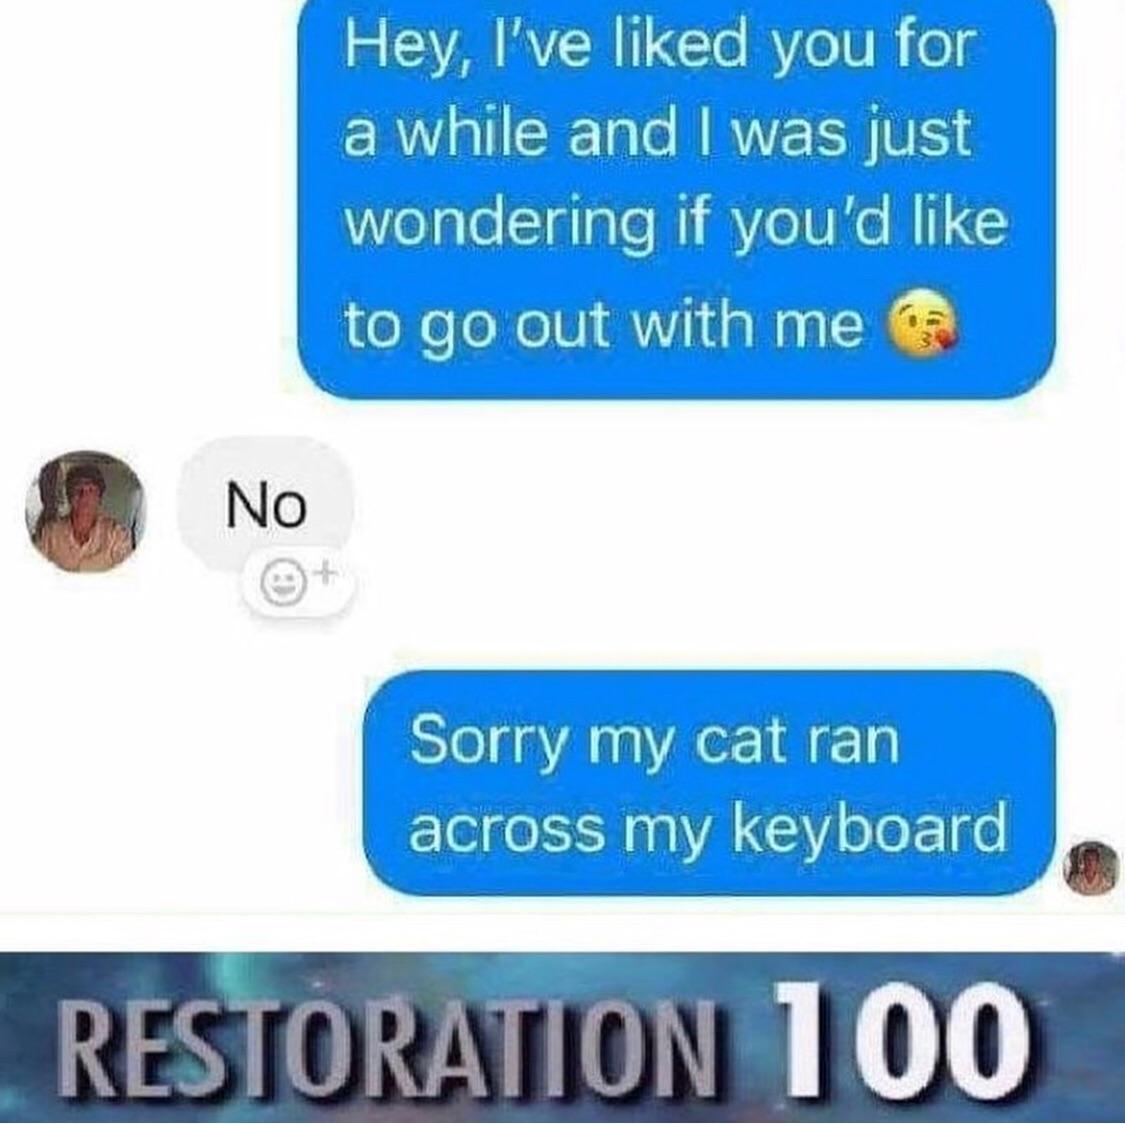 Hey, I've liked you for
a while and I was just
wondering if you'd like
to go out with me 😘
No
Sorry my cat ran
across my keyboard
RESTORATION 100